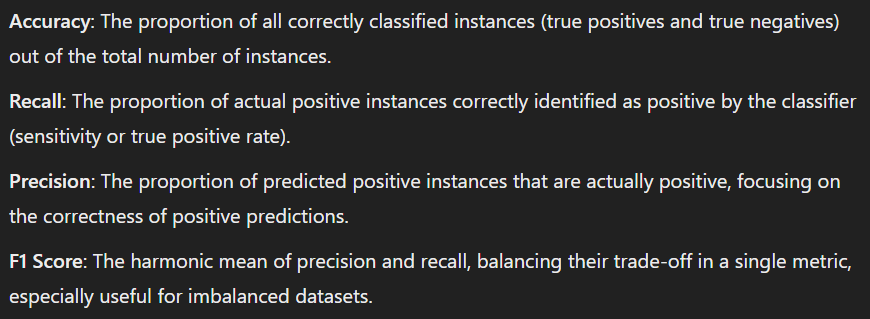 Accuracy: The proportion of all correctly classified instances (true positives and true negatives)
out of the total number of instances.
Recall: The proportion of actual positive instances correctly identified as positive by the classifier
(sensitivity or true positive rate).
Precision: The proportion of predicted positive instances that are actually positive, focusing on
the correctness of positive predictions.
F1 Score: The harmonic mean of precision and recall, balancing their trade-off in a single metric,
especially useful for imbalanced datasets.